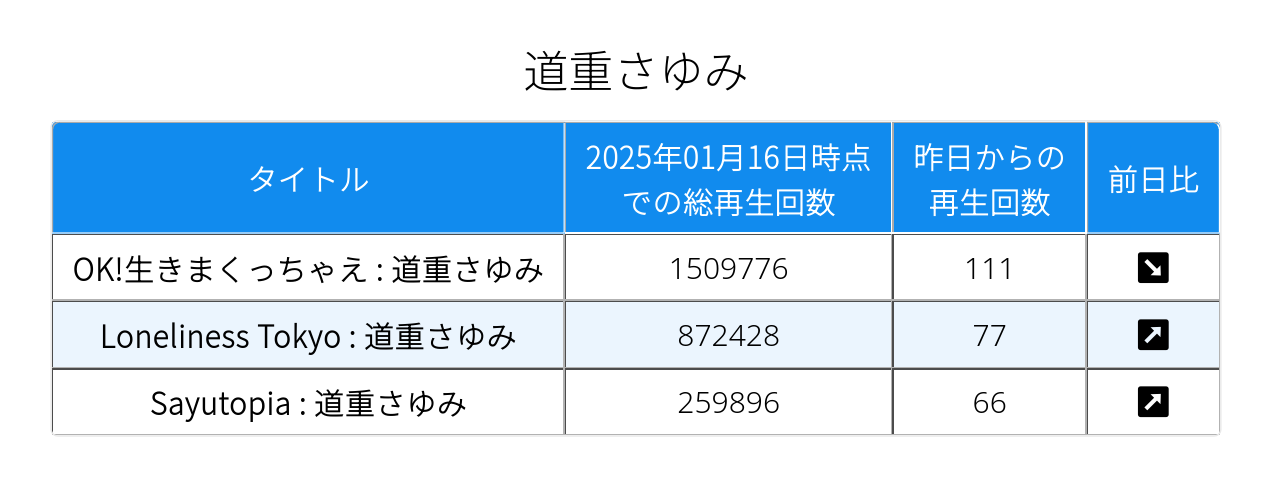 道重さゆみ
タイトル
2025年01月16日時点
での総再生回数
昨日からの
再生回数
前日比
OK!生きまくっちゃえ : 道重さゆみ 1509776 111 ↘
Loneliness Tokyo : 道重さゆみ 872428 77 ↗
Sayutopia : 道重さゆみ 259896 66 ↗